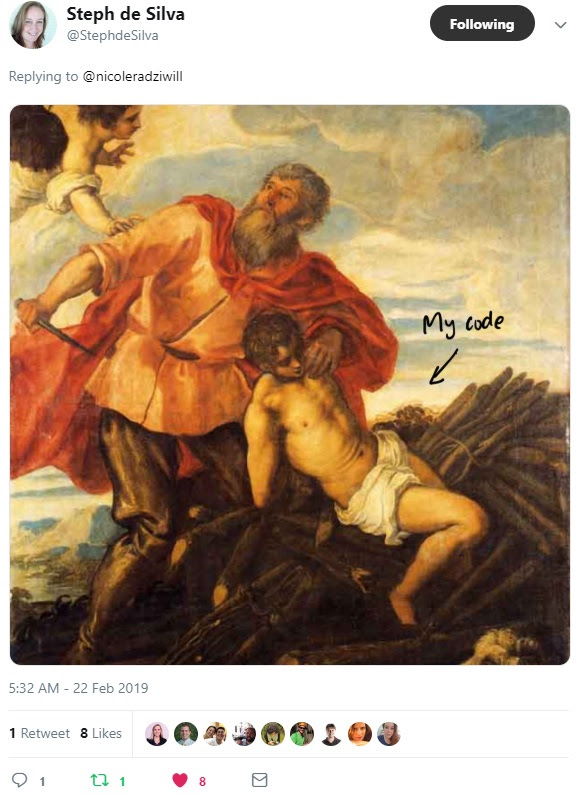 Steph de Silva
@StephdeSilva
Following
Replying to @nicoleradziwill
My code
5:32 AM - 22 Feb 2019
1 Retweet 8 Likes
1 1 8